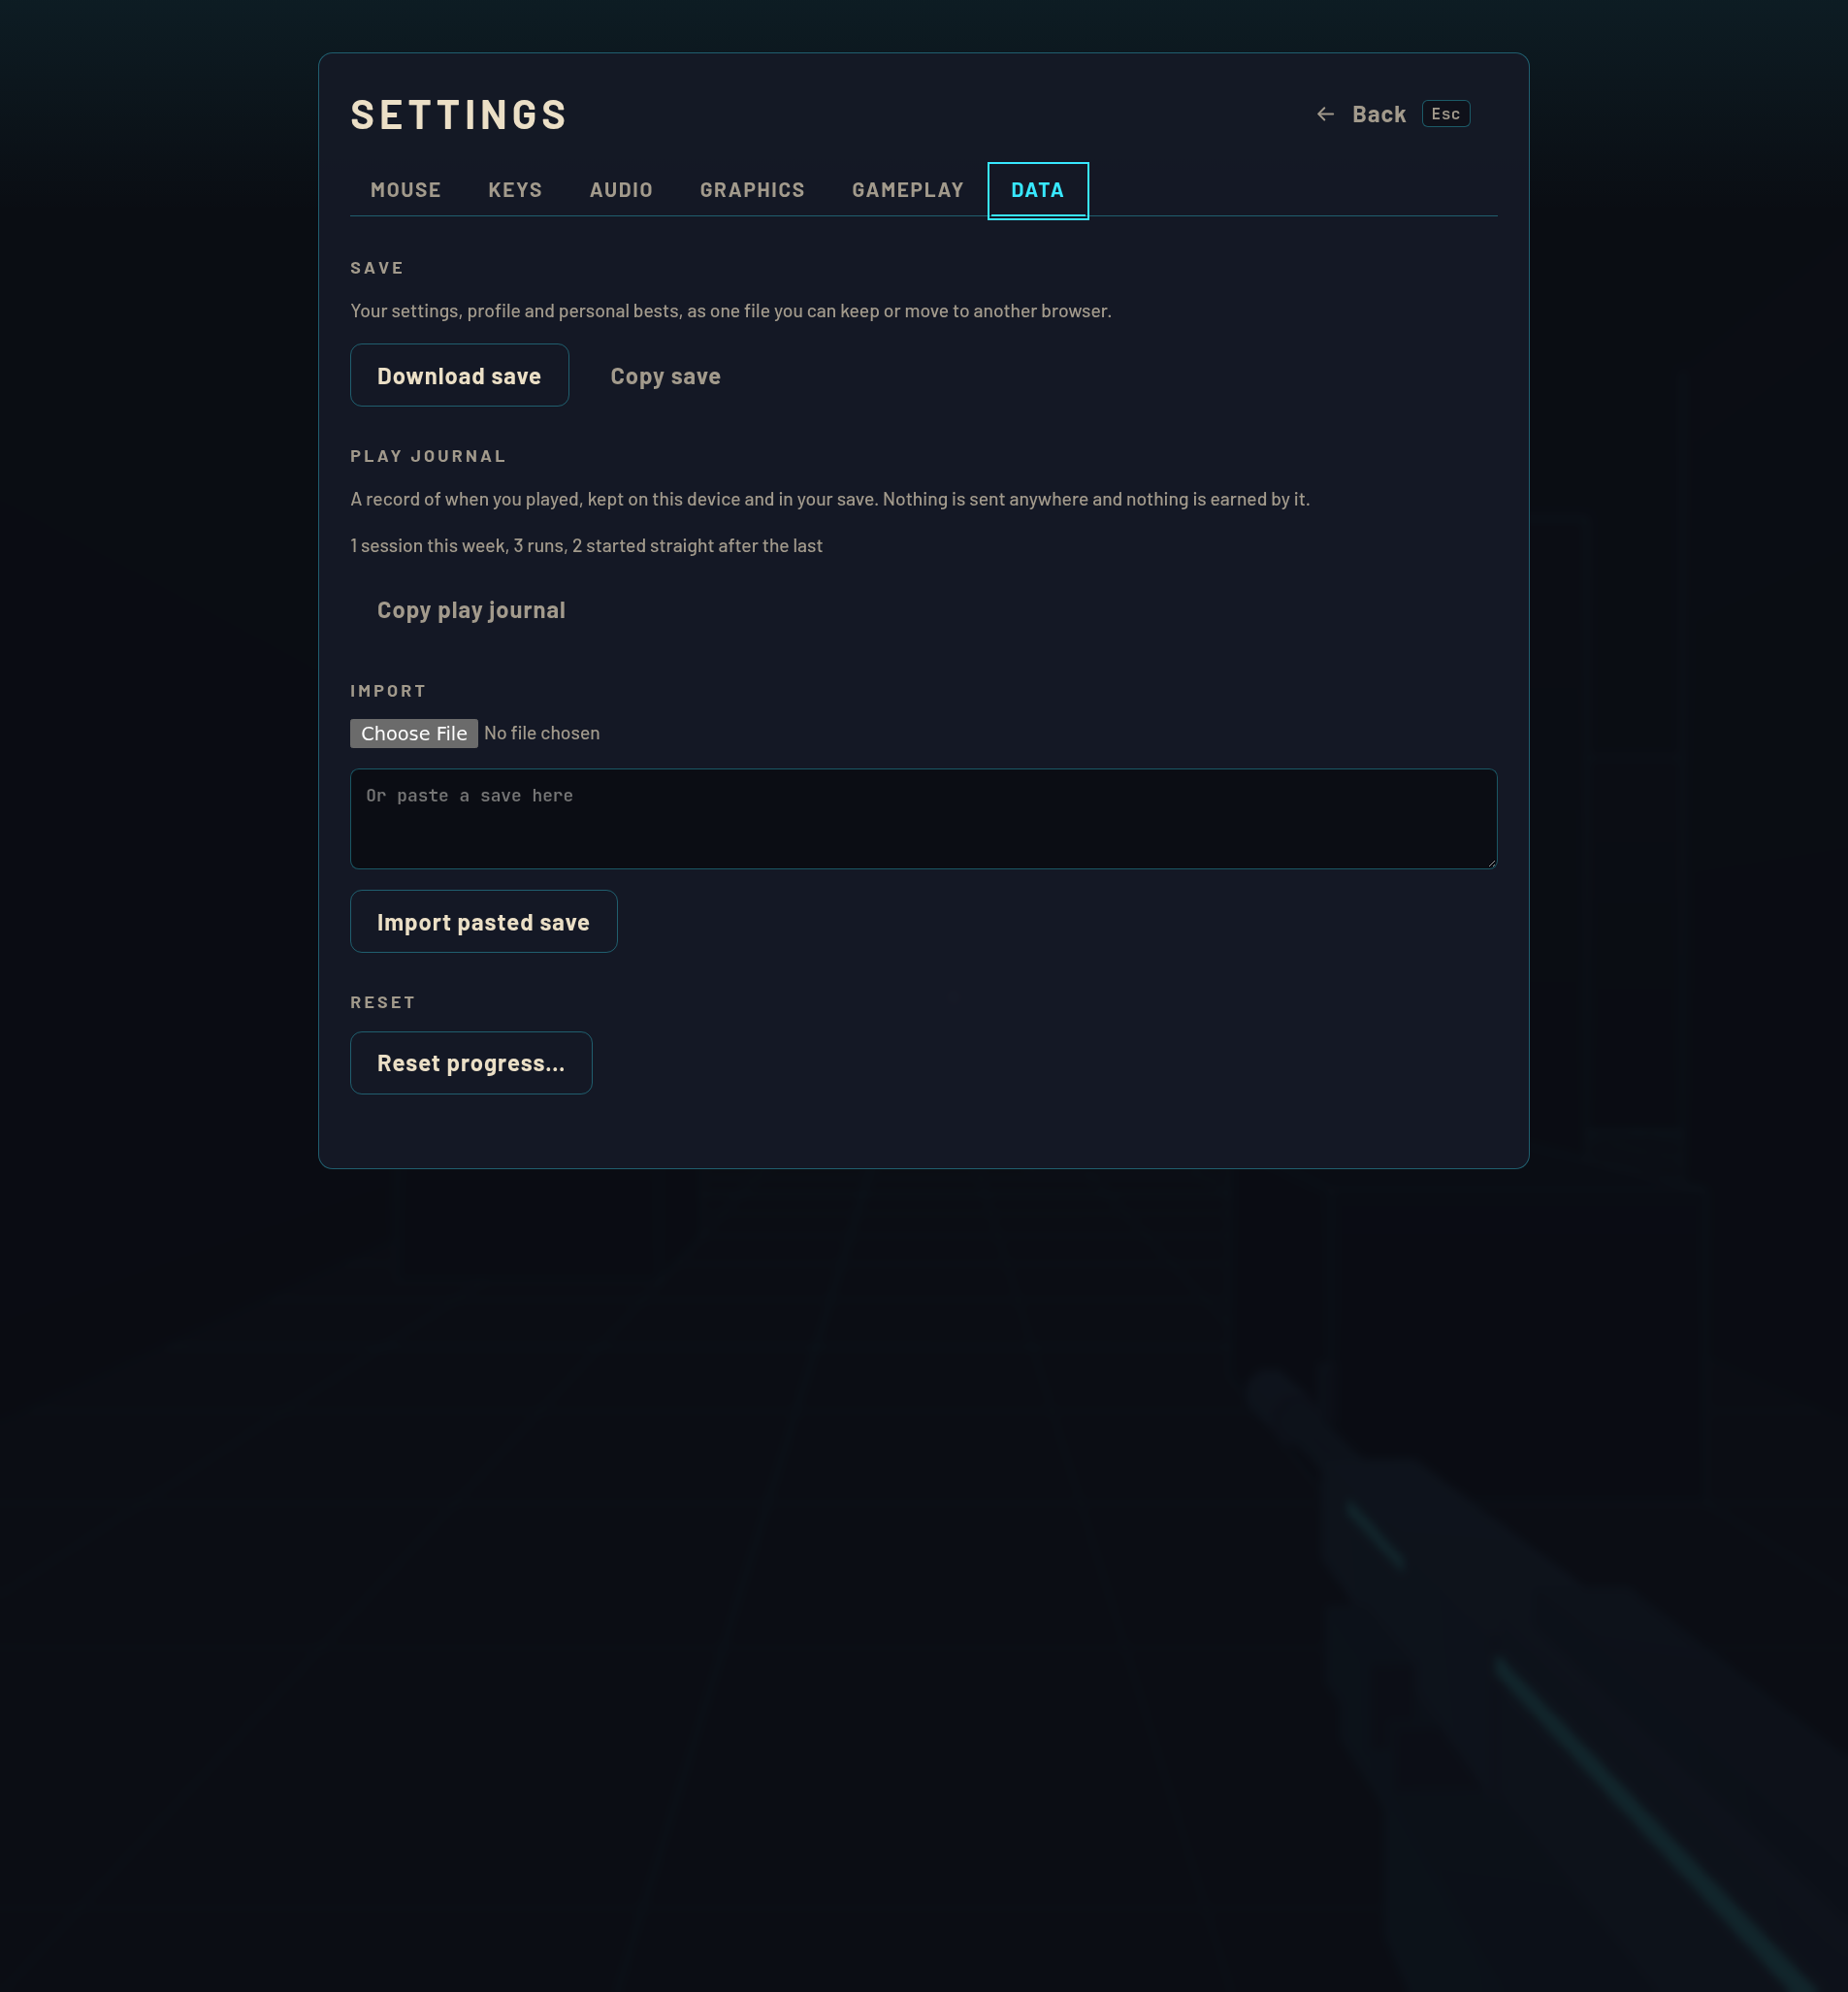 SETTINGS
← Back Esc
MOUSE KEYS AUDIO GRAPHICS GAMEPLAY DATA
SAVE
Your settings, profile and personal bests, as one file you can keep or move to another browser.
Download save Copy save
PLAY JOURNAL
A record of when you played, kept on this device and in your save. Nothing is sent anywhere and nothing is earned by it.
1 session this week, 3 runs, 2 started straight after the last
Copy play journal
IMPORT
Choose File No file chosen
Or paste a save here
Import pasted save
RESET
Reset progress...